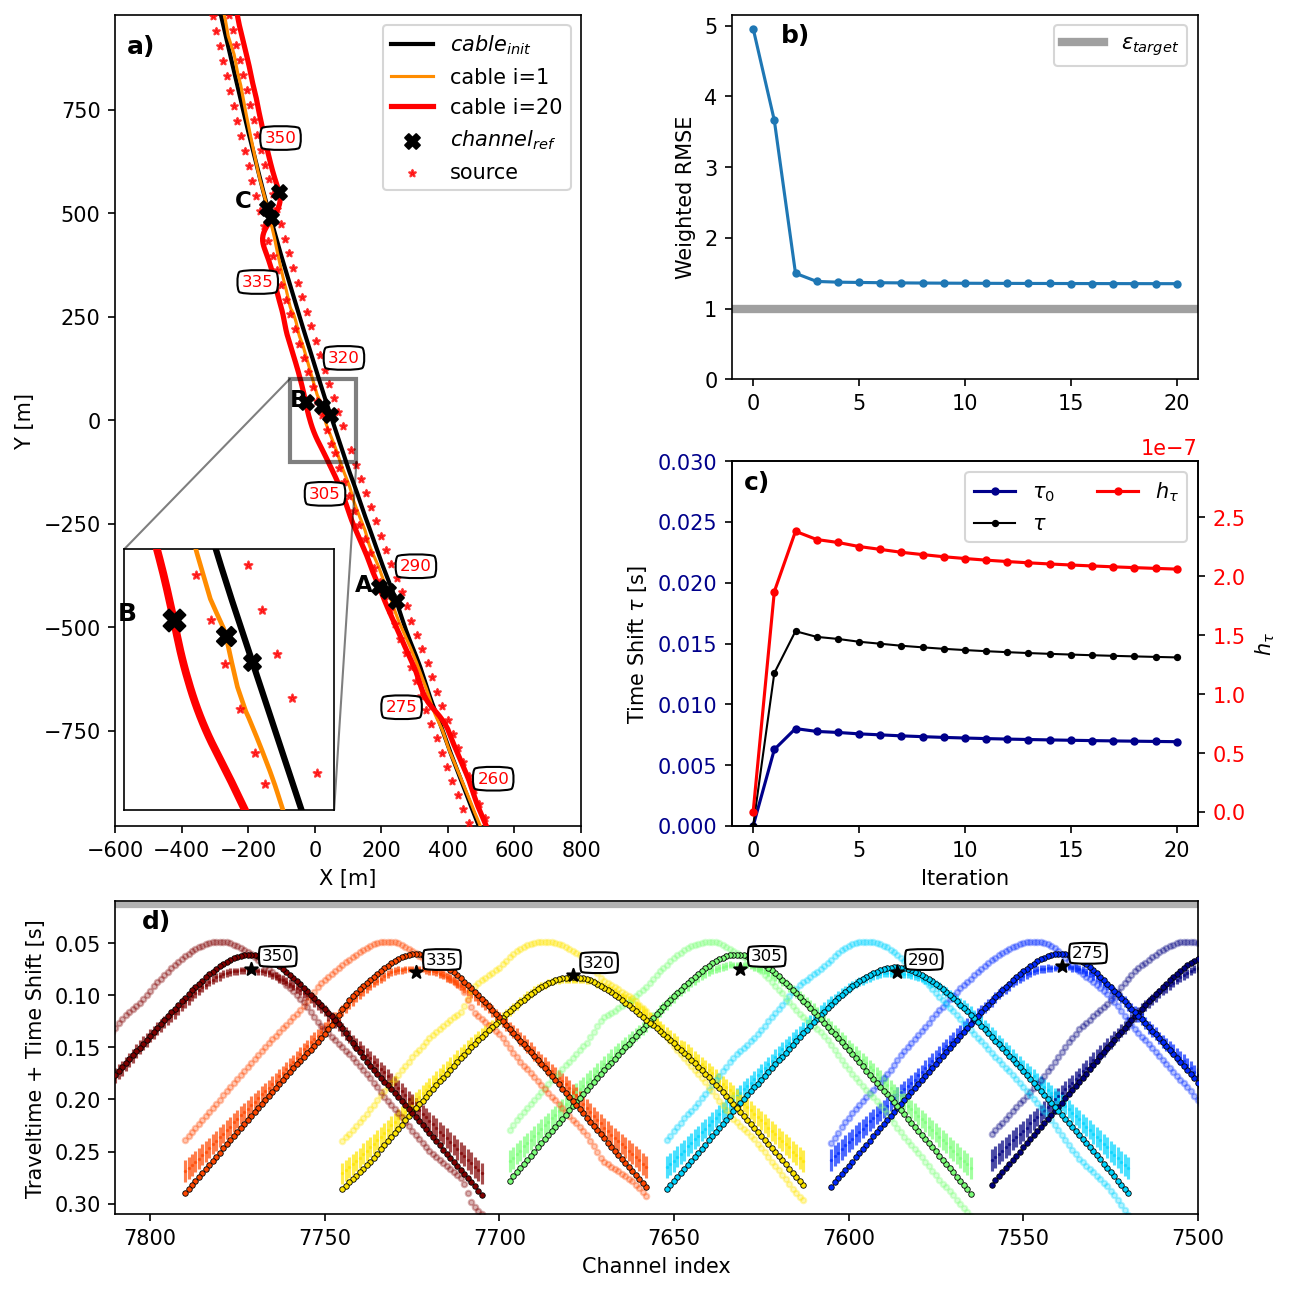 a)
cable_init
cable i=1
cable i=20
channel_ref
source
350
C
335
320
B
305
290
A
275
260
B
750
500
250
0
−250
−500
−750
Y [m]
−600 −400 −200 0 200 400 600 800
X [m]
b)
ε_target
5
4
3
2
1
0
Weighted RMSE
0 5 10 15 20
1e−7
c)
τ₀
τ
h_τ
0.030
0.025
0.020
0.015
0.010
0.005
0.000
Time Shift τ [s]
2.5
2.0
1.5
1.0
0.5
0.0
h_τ
0 5 10 15 20
Iteration
d)
350 335 320 305 290 275
0.05
0.10
0.15
0.20
0.25
0.30
Traveltime + Time Shift [s]
7800 7750 7700 7650 7600 7550 7500
Channel index